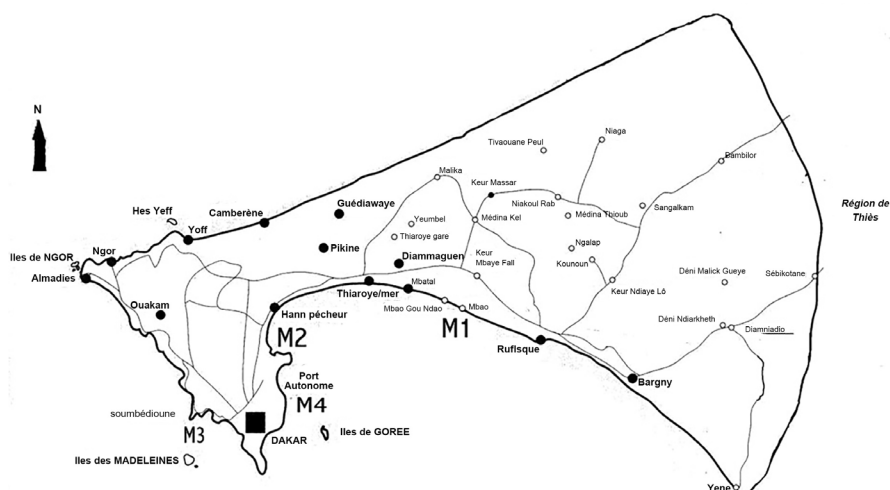 N
Tivaouane Peul
Niaga
Bambilor
Malika
Keur Massar
Niakoul Rab
Sangalkam
Région de
Thiès
Hes Yeff
Camberène
Guédiawaye
Yeumbel
Médina Kel
Médina Thioub
Yoff
Thiaroye gare
Ngor
Pikine
Ngalap
Iles de NGOR
Diammaguen
Keur
Mbaye Fall
Kounoun
Déni Malick Gueye
Sébikotane
Almadies
Mbatal
Keur Ndiaye Lô
Thiaroye/mer
Ouakam
Hann pécheur
Mbao Gou Ndao
Mbao
Déni Ndiarkheth
Diamniadio
M1
M2
Rufisque
Bargny
Port
Autonome
M4
soumbédioune
M3
DAKAR
Iles de GOREE
Iles des MADELEINES
Yene